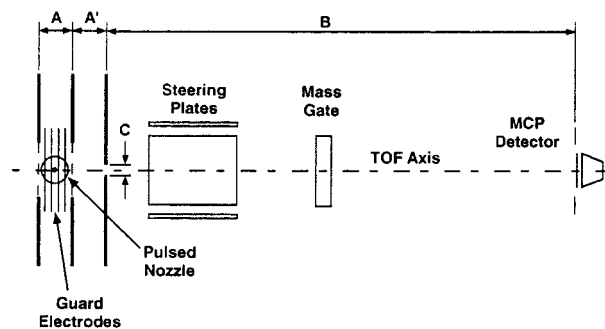 A
A'
B
Steering
Plates
Mass
Gate
MCP
Detector
C
TOF Axis
Pulsed
Nozzle
Guard
Electrodes